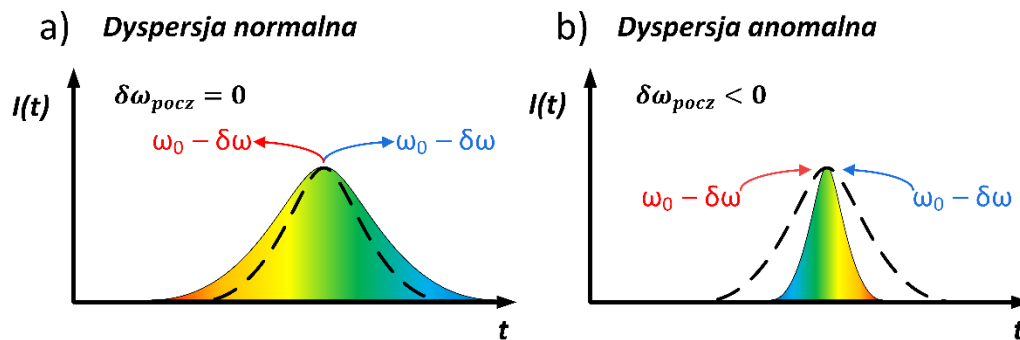 a) Dyspersja normalna
I(t)
δω_pocz = 0
ω₀ − δω
ω₀ − δω
t
b) Dyspersja anomalna
I(t)
δω_pocz < 0
ω₀ − δω
ω₀ − δω
t